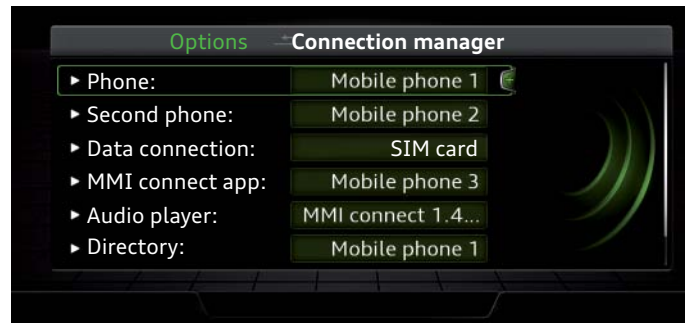 Options Connection manager
Phone: Mobile phone 1
Second phone: Mobile phone 2
Data connection: SIM card
MMI connect app: Mobile phone 3
Audio player: MMI connect 1.4...
Directory: Mobile phone 1